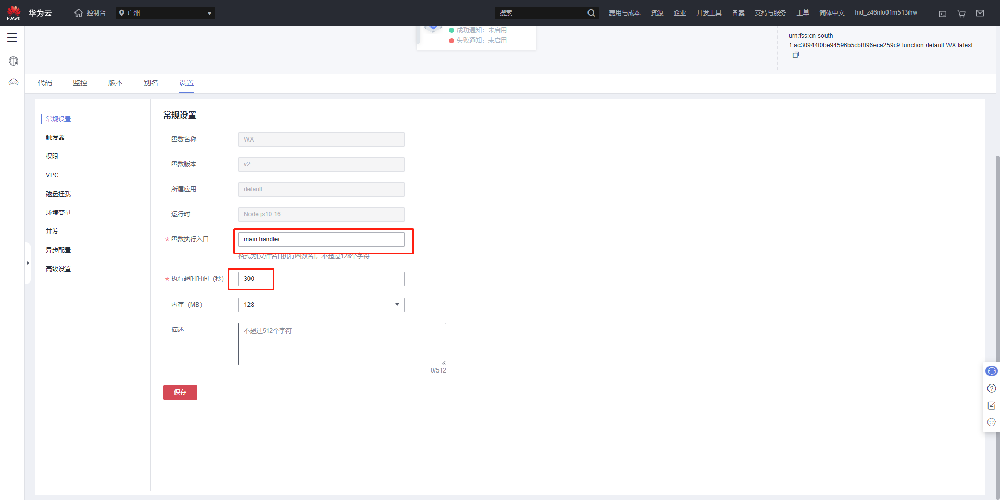 HUAWEI
华为云
控制台
广州
搜索
费用与成本
资源
企业
开发工具
备案
支持与服务
工单
简体中文
hid_z46nlo01m513ihw
成功通知：未启用
失败通知：未启用
urn:fss:cn-south-
1:ac30944f0be94596b5cb8f96eca259c9:function:default:WX:latest
代码
监控
版本
别名
设置
常规设置
触发器
权限
VPC
磁盘挂载
环境变量
并发
异步配置
高级设置
常规设置
函数名称
WX
函数版本
v2
所属应用
default
运行时
Node.js10.16
* 函数执行入口
main.handler
格式为[文件名].[执行函数名]，不超过128个字符
* 执行超时时间（秒）
300
内存（MB）
128
描述
不超过512个字符
0/512
保存